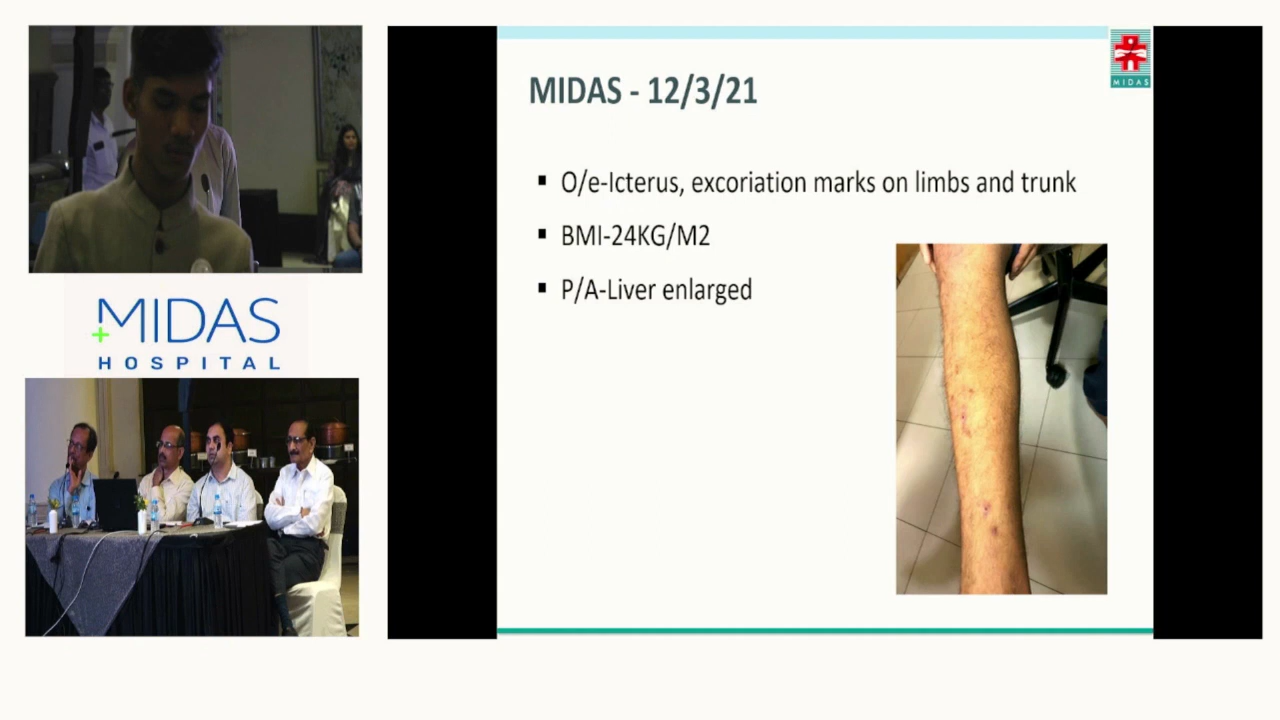 MIDAS
HOSPITAL
MIDAS - 12/3/21
MIDAS
▪ O/e-Icterus, excoriation marks on limbs and trunk
▪ BMI-24KG/M2
▪ P/A-Liver enlarged